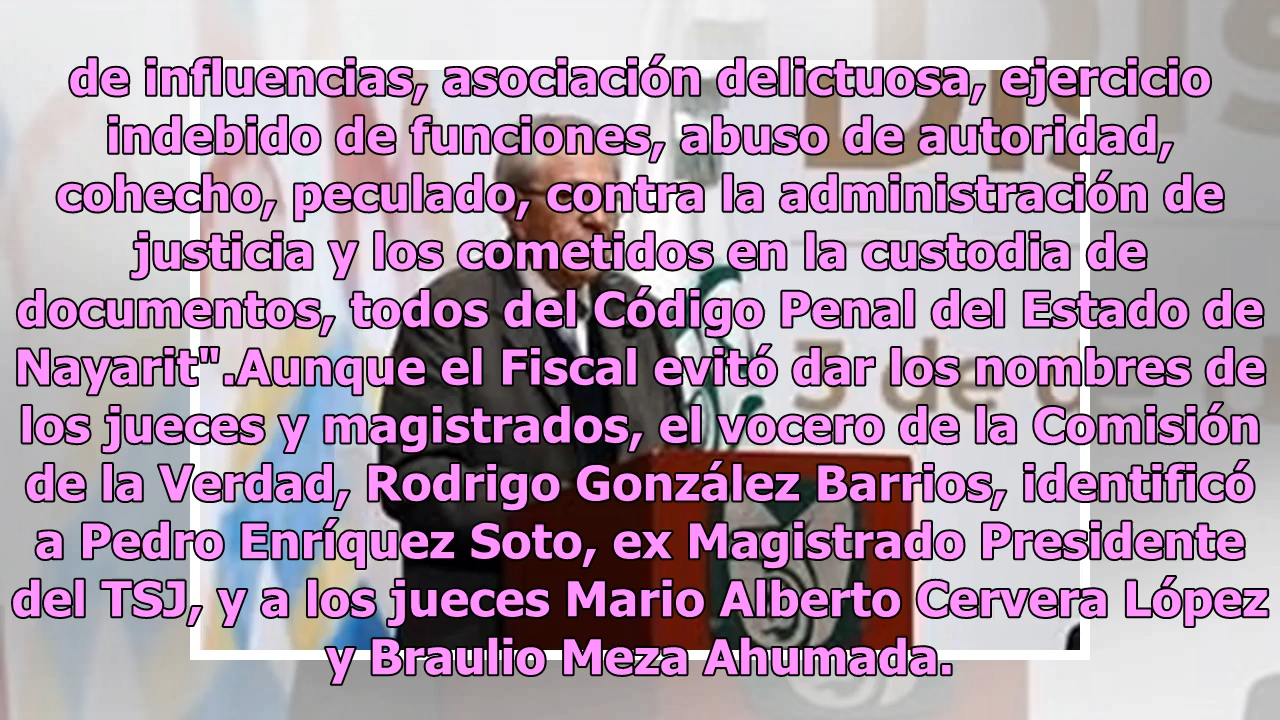 de influencias, asociación delictuosa, ejercicio
indebido de funciones, abuso de autoridad,
cohecho, peculado, contra la administración de
justicia y los cometidos en la custodia de
documentos, todos del Código Penal del Estado de
Nayarit".Aunque el Fiscal evitó dar los nombres de
los jueces y magistrados, el vocero de la Comisión
de la Verdad, Rodrigo González Barrios, identificó
a Pedro Enríquez Soto, ex Magistrado Presidente
del TSJ, y a los jueces Mario Alberto Cervera López
y Braulio Meza Ahumada.
3 de